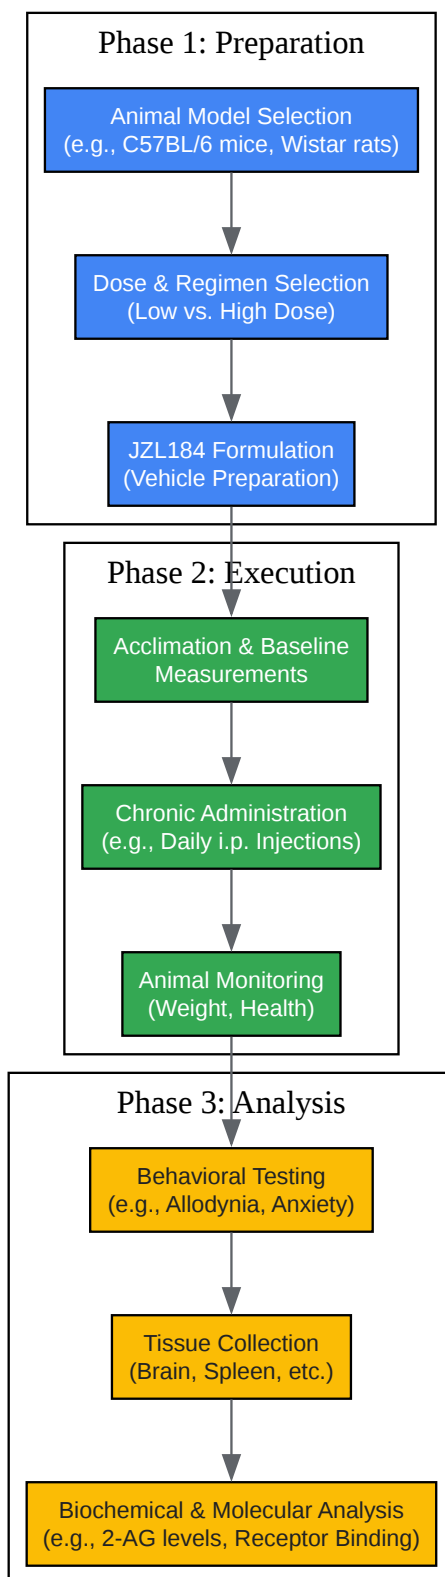 Phase 1: Preparation
Animal Model Selection
(e.g., C57BL/6 mice, Wistar rats)
Dose & Regimen Selection
(Low vs. High Dose)
JZL184 Formulation
(Vehicle Preparation)
Phase 2: Execution
Acclimation & Baseline
Measurements
Chronic Administration
(e.g., Daily i.p. Injections)
Animal Monitoring
(Weight, Health)
Phase 3: Analysis
Behavioral Testing
(e.g., Allodynia, Anxiety)
Tissue Collection
(Brain, Spleen, etc.)
Biochemical & Molecular Analysis
(e.g., 2-AG levels, Receptor Binding)